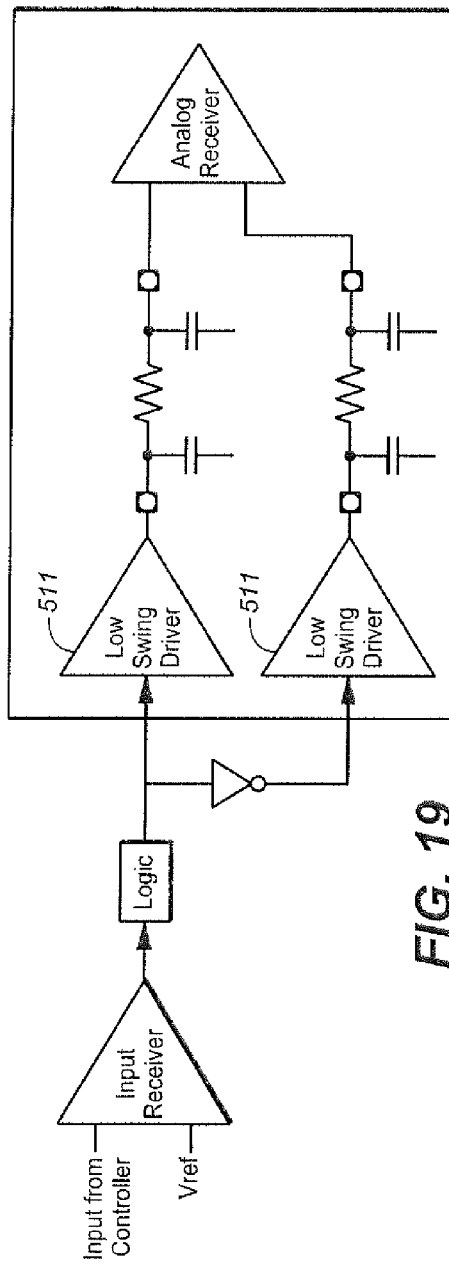 Input from
Controller
Vref
Input
Receiver
Logic
511
Low
Swing
Driver
511
Low
Swing
Driver
Analog
Receiver
FIG. 19